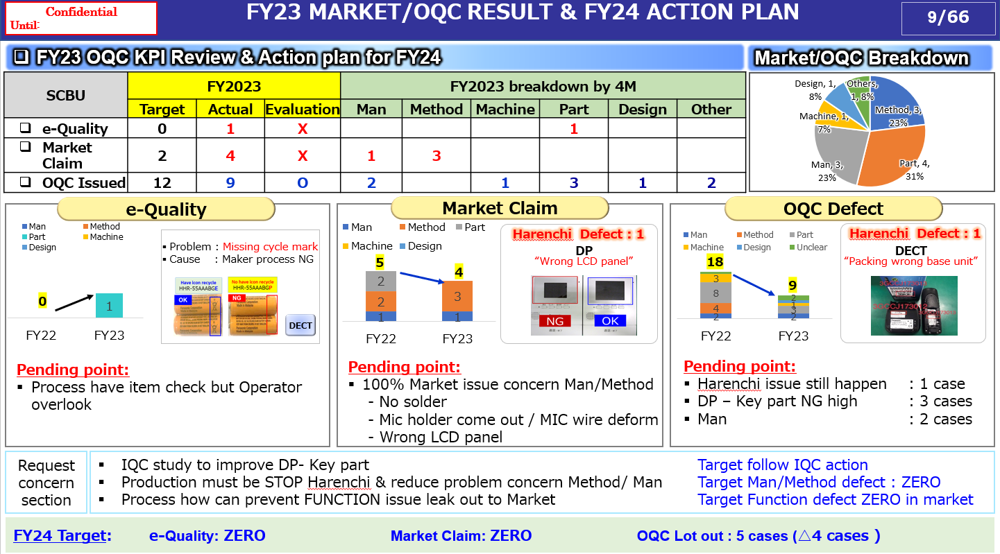 Confidential
Until:
FY23 MARKET/OQC RESULT & FY24 ACTION PLAN
9/66
❑ FY23 OQC KPI Review & Action plan for FY24
Market/OQC Breakdown
SCBU
FY2023
FY2023 breakdown by 4M
Target Actual Evaluation Man Method Machine Part Design Other
❑ e-Quality 0 1 X 1
❑ Market Claim 2 4 X 1 3
❑ OQC Issued 12 9 O 2 1 3 1 2
Design, 1, 8%
Others, 1, 8%
Machine, 1, 7%
Method, 3, 23%
Man, 3, 23%
Part, 4, 31%
e-Quality
Man Method
Part Machine
Design
0
1
FY22 FY23
▪ Problem : Missing cycle mark
▪ Cause : Maker process NG
Have icon recycle
HHR-55AAABGE
No have icon recycle
HHR-55AAABGP
OK
NG
DECT
Pending point:
▪ Process have item check but Operator
overlook
Market Claim
Man Method Part
Machine Design
5
2
2
1
4
3
1
FY22 FY23
Harenchi Defect : 1
DP
“Wrong LCD panel”
NG
OK
Pending point:
▪ 100% Market issue concern Man/Method
- No solder
- Mic holder come out / MIC wire deform
- Wrong LCD panel
OQC Defect
Man Method Part
Machine Design Unclear
18
3
8
4
2
9
2
1
1
3
2
FY22 FY23
Harenchi Defect : 1
DECT
“Packing wrong base unit”
3GCCJ173012
3GCCJ173012
Pending point:
▪ Harenchi issue still happen : 1 case
▪ DP – Key part NG high : 3 cases
▪ Man : 2 cases
Request
concern
section
▪ IQC study to improve DP- Key part Target follow IQC action
▪ Production must be STOP Harenchi & reduce problem concern Method/ Man Target Man/Method defect : ZERO
▪ Process how can prevent FUNCTION issue leak out to Market Target Function defect ZERO in market
FY24 Target: e-Quality: ZERO Market Claim: ZERO OQC Lot out : 5 cases (△4 cases )